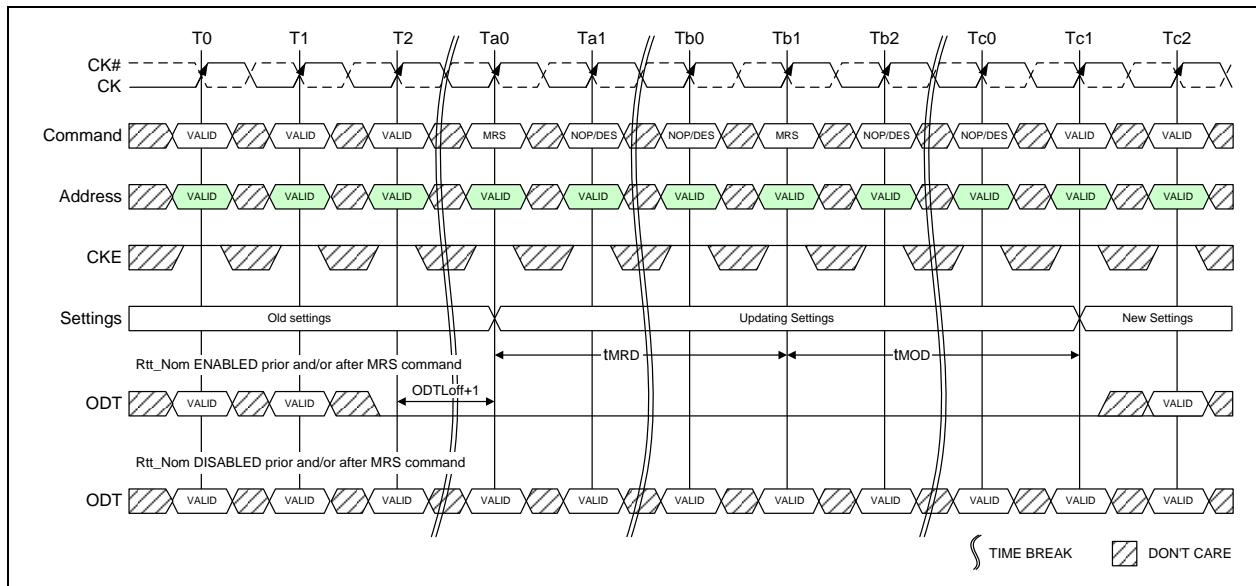 T0 T1 T2 Ta0 Ta1 Tb0 Tb1 Tb2 Tc0 Tc1 Tc2
CK#
CK
Command VALID VALID VALID MRS NOP/DES NOP/DES MRS NOP/DES NOP/DES VALID VALID
Address VALID VALID VALID VALID VALID VALID VALID VALID VALID VALID VALID
CKE
Settings Old settings Updating Settings New Settings
tMRD tMOD
Rtt_Nom ENABLED prior and/or after MRS command
ODTLoff+1
ODT VALID VALID VALID
Rtt_Nom DISABLED prior and/or after MRS command
ODT VALID VALID VALID VALID VALID VALID VALID VALID VALID VALID VALID
TIME BREAK DON'T CARE